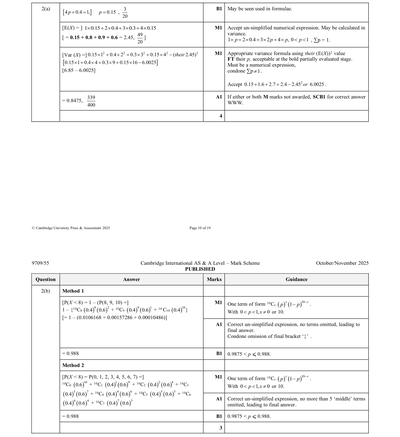 2(a) [4p + 0.4 = 1,] p = 0.15 , 3/20 B1 May be seen used in formulae.
[E(X) = ] 1×0.15+2×0.4+3×0.3+4×0.15 M1 Accept un-simplified numerical expression. May be calculated in
variance.
[ = 0.15 + 0.8 + 0.9 + 0.6 = 2.45, 49/20 ] 1×p+2×0.4+3×2p+4×p, 0<p<1 , ∑p = 1.
[Var (X) =] 0.15×1²+0.4×2²+0.3×3²+0.15×4²−(their 2.45)² M1 Appropriate variance formula using their (E(X))² value
[0.15×1+0.4×4+0.3×9+0.15×16−6.0025] FT their p. acceptable at the bold partially evaluated stage.
[6.85 − 6.0025] Must be a numerical expression,
condone ∑p≠1.
Accept 0.15+1.6+2.7+2.4−2.45² or 6.0025 .
= 0.8475, 339/400 A1 If either or both M marks not awarded, SCB1 for correct answer
WWW.
4
© Cambridge University Press & Assessment 2025 Page 10 of 19
9709/55 Cambridge International AS & A Level – Mark Scheme October/November 2025
PUBLISHED
Question Answer Marks Guidance
2(b) Method 1
[P(X < 8) = 1 – (P(8, 9, 10) =] M1 One term of form ¹⁰Cₓ (p)ˣ(1−p)¹⁰⁻ˣ .
1 – {¹⁰C₈ (0.4)⁸(0.6)² + ¹⁰C₉ (0.4)⁹(0.6)¹ + ¹⁰C₁₀ (0.4)¹⁰} With 0<p<1, x≠0 or 10.
[= 1 – (0.0106168 + 0.00157286 + 0.00010486)]
A1 Correct un-simplified expression, no terms omitted, leading to
final answer.
Condone omission of final bracket '}' .
= 0.988 B1 0.9875 < p ⩽ 0.988.
Method 2
[P(X < 8) = P(0, 1, 2, 3, 4, 5, 6, 7) =] M1 One term of form ¹⁰Cₓ (p)ˣ(1−p)¹⁰⁻ˣ .
With 0<p<1, x≠0 or 10.
A1 Correct un-simplified expression, no more than 5 'middle' terms
omitted, leading to final answer.
= 0.988 B1 0.9875 < p ⩽ 0.988.
3